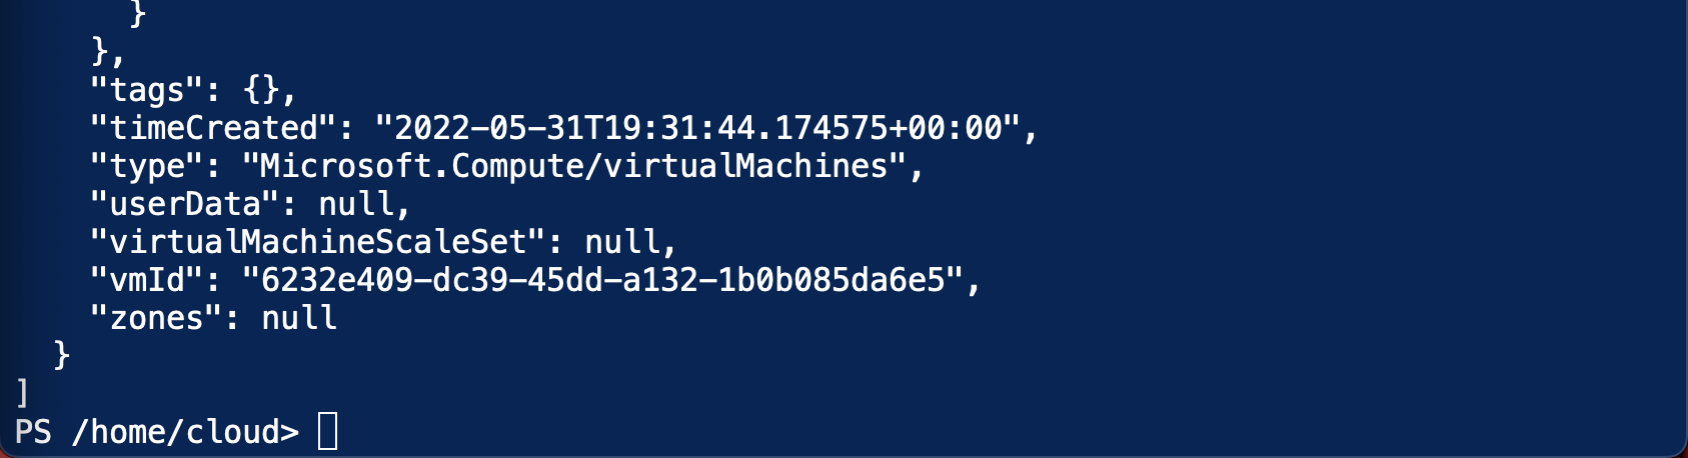 }
},
"tags": {},
"timeCreated": "2022-05-31T19:31:44.174575+00:00",
"type": "Microsoft.Compute/virtualMachines",
"userData": null,
"virtualMachineScaleSet": null,
"vmId": "6232e409-dc39-45dd-a132-1b0b085da6e5",
"zones": null
}
]
PS /home/cloud>